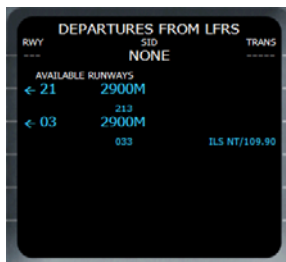 DEPARTURES FROM LFRS
RWY SID TRANS
--- NONE -----
AVAILABLE RUNWAYS
← 21 2900M
213
← 03 2900M
033 ILS NT/109.90